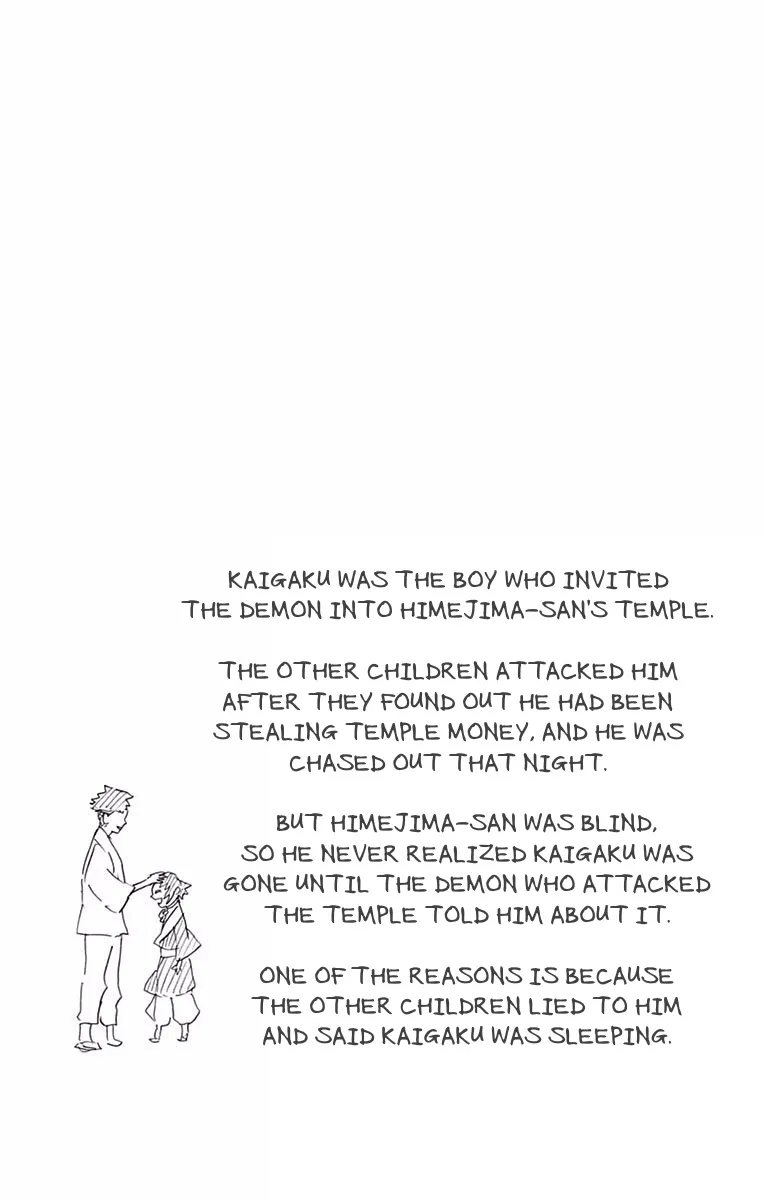 KAIGAKU WAS THE BOY WHO INVITED
THE DEMON INTO HIMEJIMA-SAN'S TEMPLE.
THE OTHER CHILDREN ATTACKED HIM
AFTER THEY FOUND OUT HE HAD BEEN
STEALING TEMPLE MONEY, AND HE WAS
CHASED OUT THAT NIGHT.
BUT HIMEJIMA-SAN WAS BLIND,
SO HE NEVER REALIZED KAIGAKU WAS
GONE UNTIL THE DEMON WHO ATTACKED
THE TEMPLE TOLD HIM ABOUT IT.
ONE OF THE REASONS IS BECAUSE
THE OTHER CHILDREN LIED TO HIM
AND SAID KAIGAKU WAS SLEEPING.